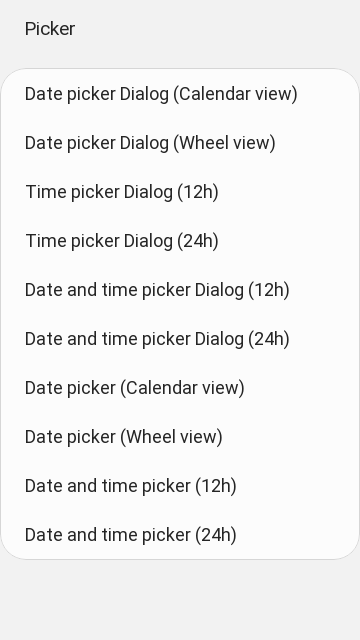 Picker
Date picker Dialog (Calendar view)
Date picker Dialog (Wheel view)
Time picker Dialog (12h)
Time picker Dialog (24h)
Date and time picker Dialog (12h)
Date and time picker Dialog (24h)
Date picker (Calendar view)
Date picker (Wheel view)
Date and time picker (12h)
Date and time picker (24h)